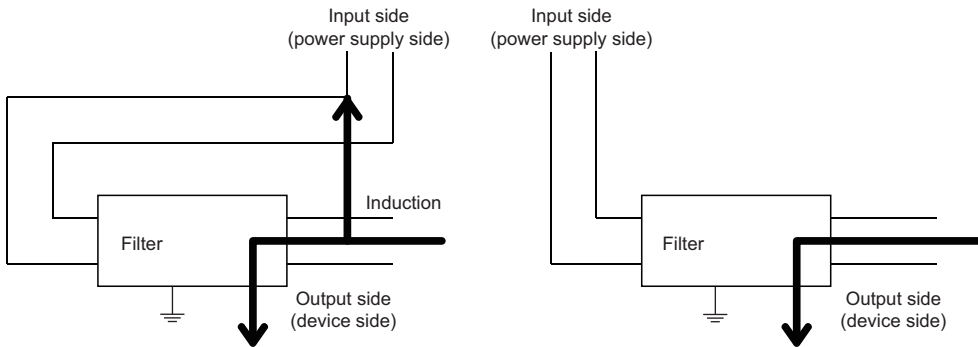 Input side
(power supply side)
Induction
Filter
Output side
(device side)
Input side
(power supply side)
Filter
Output side
(device side)